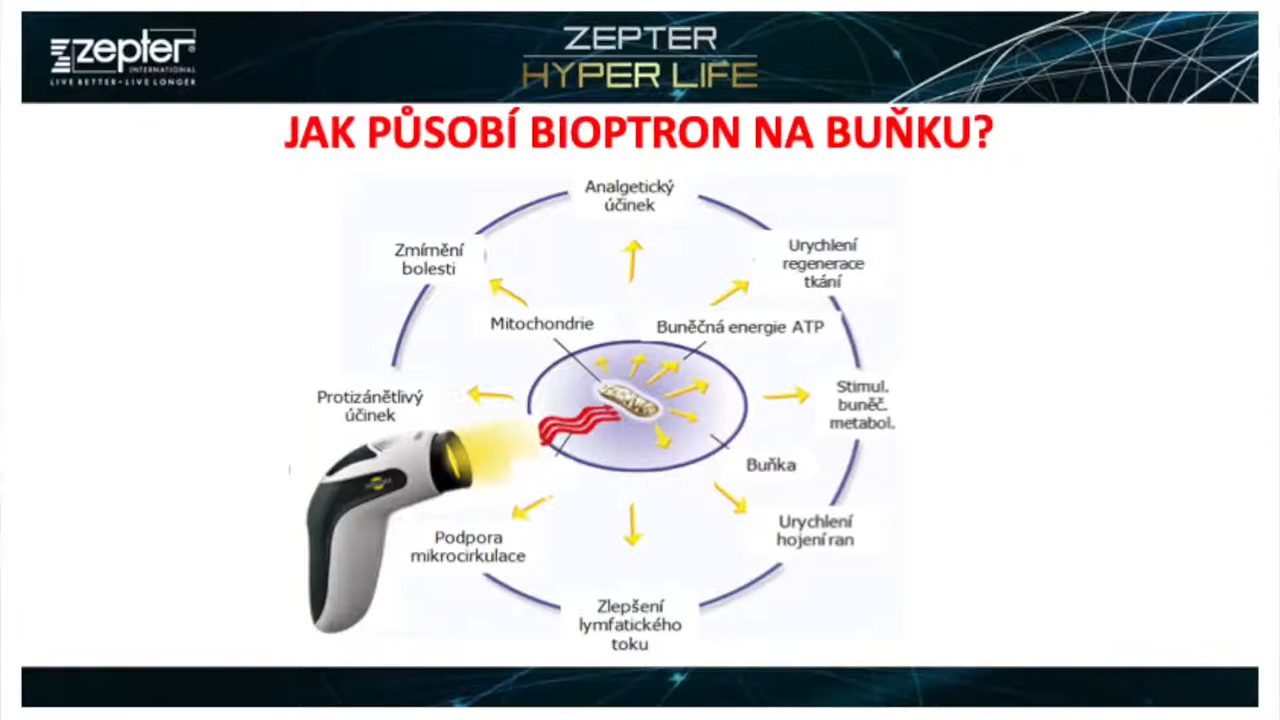 zepter
INTERNATIONAL
LIVE BETTER • LIVE LONGER
ZEPTER
HYPER LIFE
JAK PŮSOBÍ BIOPTRON NA BUŇKU?
Analgetický
účinek
Zmírnění
bolesti
Urychlení
regenerace
tkání
Mitochondrie
Buněčná energie ATP
Protizánětlivý
účinek
Stimul.
buněč.
metabol.
Buňka
Podpora
mikrocirkulace
Urychlení
hojení ran
Zlepšení
lymfatického
toku